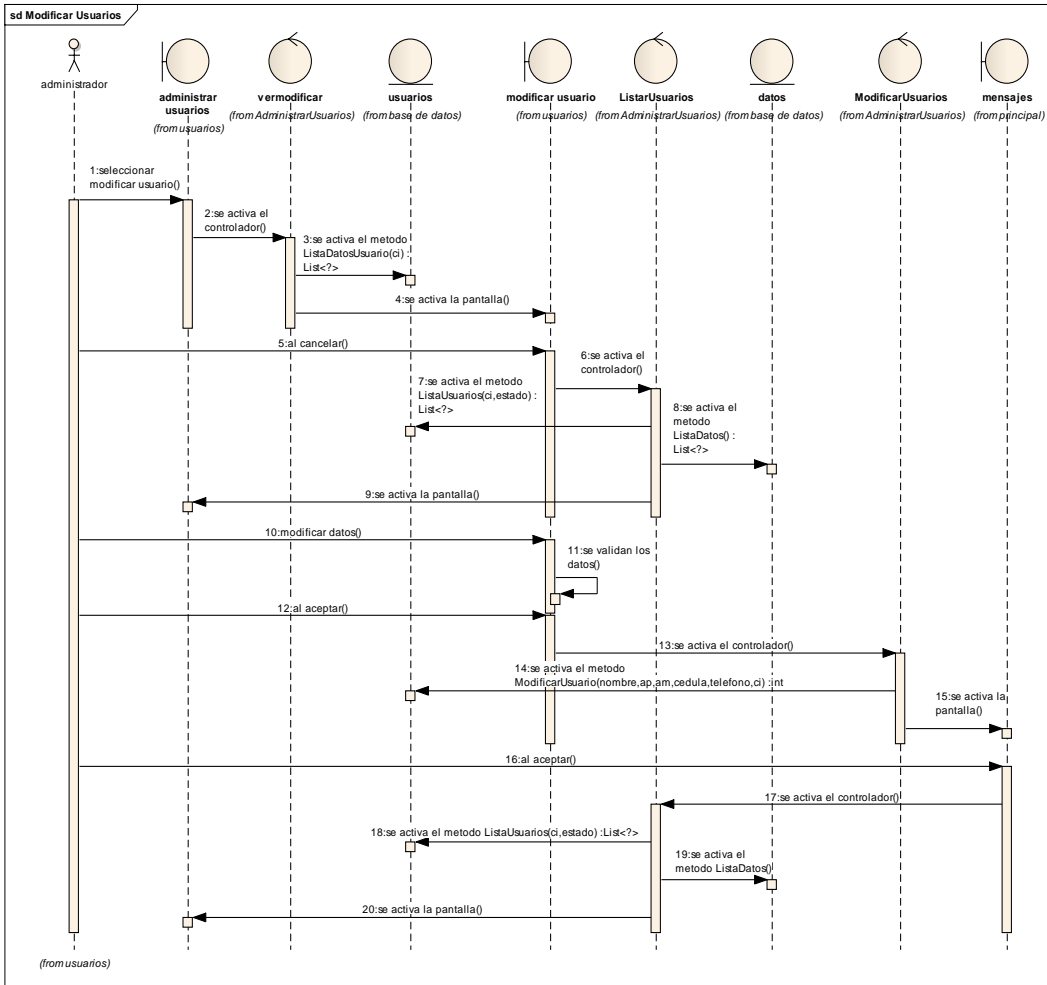 sd Modificar Usuarios
administrador
administrar
usuarios
(from usuarios)
vermodificar
(from AdministrarUsuarios)
usuarios
(from base de datos)
modificar usuario
(from usuarios)
ListarUsuarios
(from AdministrarUsuarios)
datos
(from base de datos)
ModificarUsuarios
(from AdministrarUsuarios)
mensajes
(from principal)
1:seleccionar
modificar usuario()
2:se activa el
controlador()
3:se activa el metodo
ListaDatosUsuario(ci) :
List<?>
4:se activa la pantalla()
5:al cancelar()
6:se activa el
controlador()
7:se activa el metodo
ListaUsuarios(ci,estado) :
List<?>
8:se activa el
metodo
ListaDatos() :
List<?>
9:se activa la pantalla()
10:modificar datos()
11:se validan los
datos()
12:al aceptar()
13:se activa el controlador()
14:se activa el metodo
ModificarUsuario(nombre,ap,am,cedula,telefono,ci) :int
15:se activa la
pantalla()
16:al aceptar()
17:se activa el controlador()
18:se activa el metodo ListaUsuarios(ci,estado) :List<?>
19:se activa el
metodo ListaDatos()
20:se activa la pantalla()
(from usuarios)